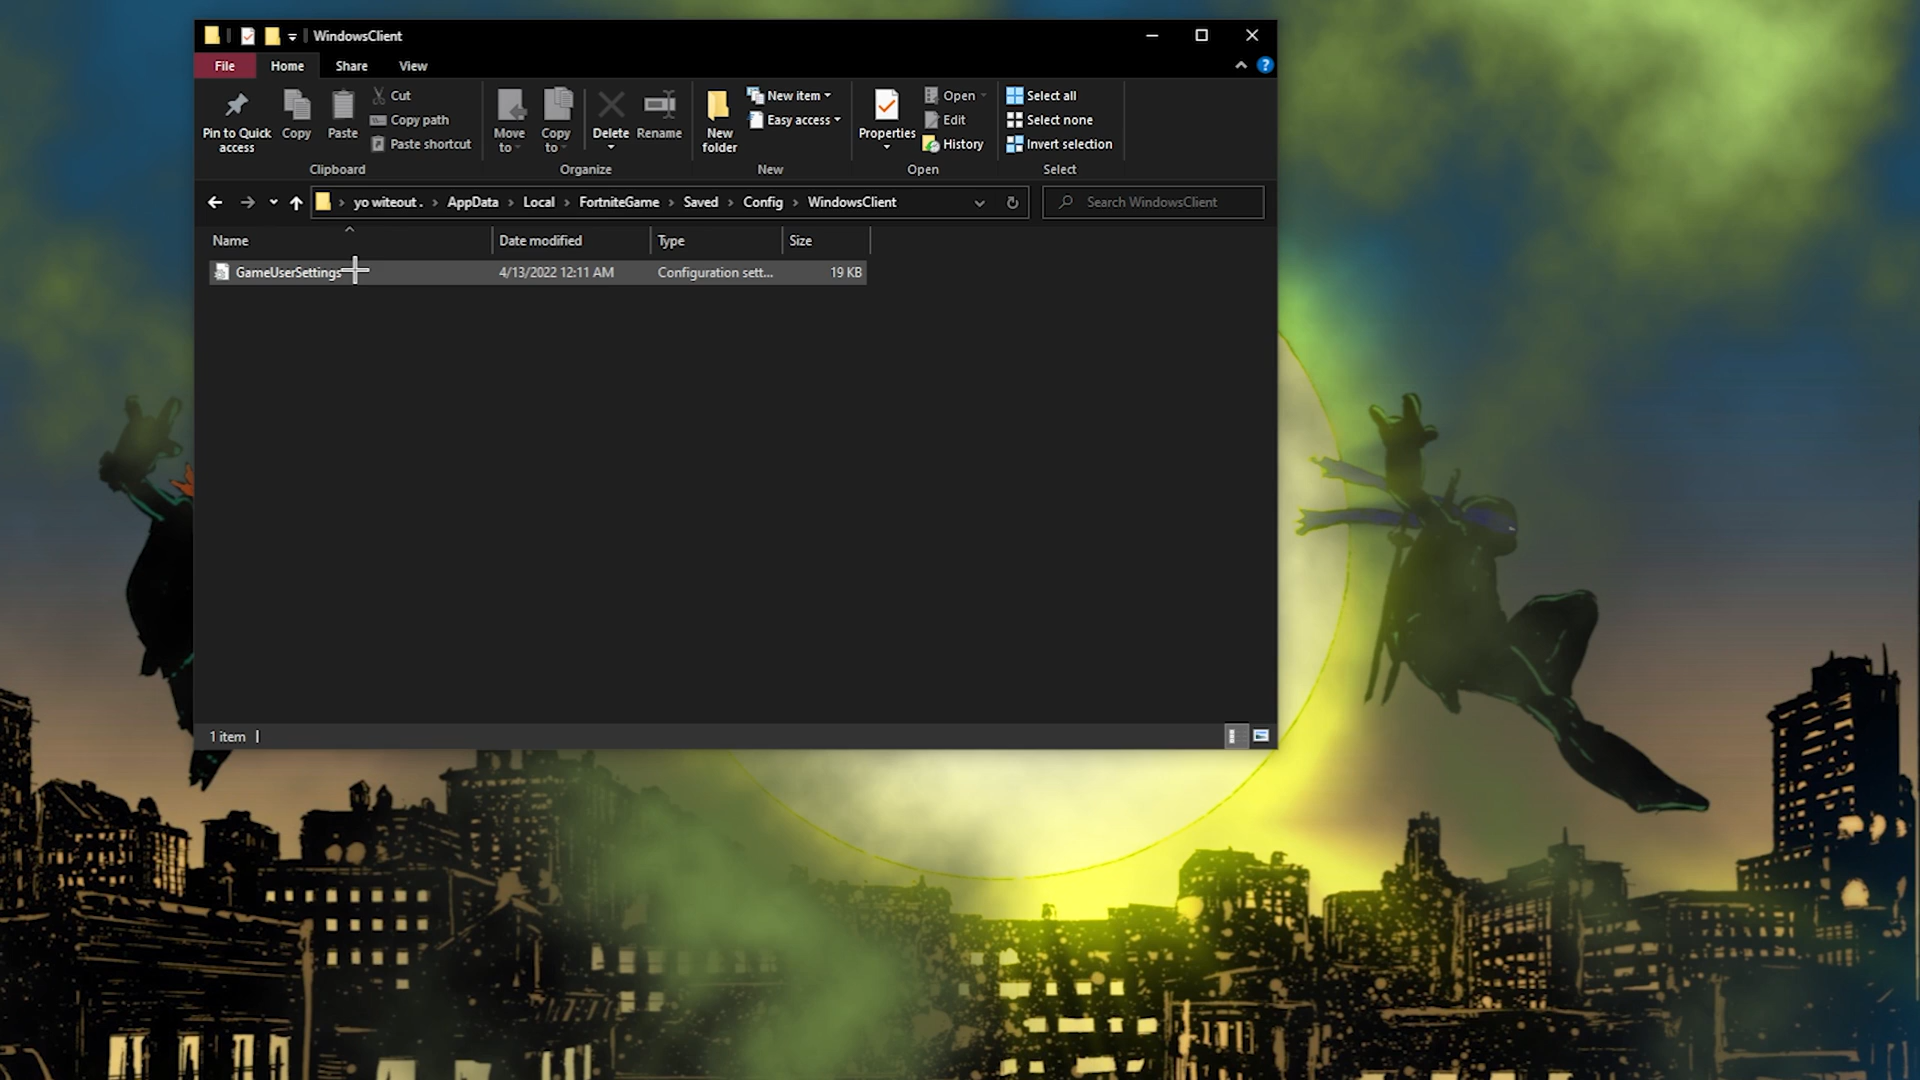 WindowsClient
File Home Share View
Pin to Quick access
Copy
Paste
Cut
Copy path
Paste shortcut
Clipboard
Move to
Copy to
Delete
Rename
Organize
New folder
New item
Easy access
New
Properties
Open
Edit
History
Open
Select all
Select none
Invert selection
Select
yo witeout . AppData Local FortniteGame Saved Config WindowsClient
Search WindowsClient
Name Date modified Type Size
GameUserSettings 4/13/2022 12:11 AM Configuration sett... 19 KB
1 item